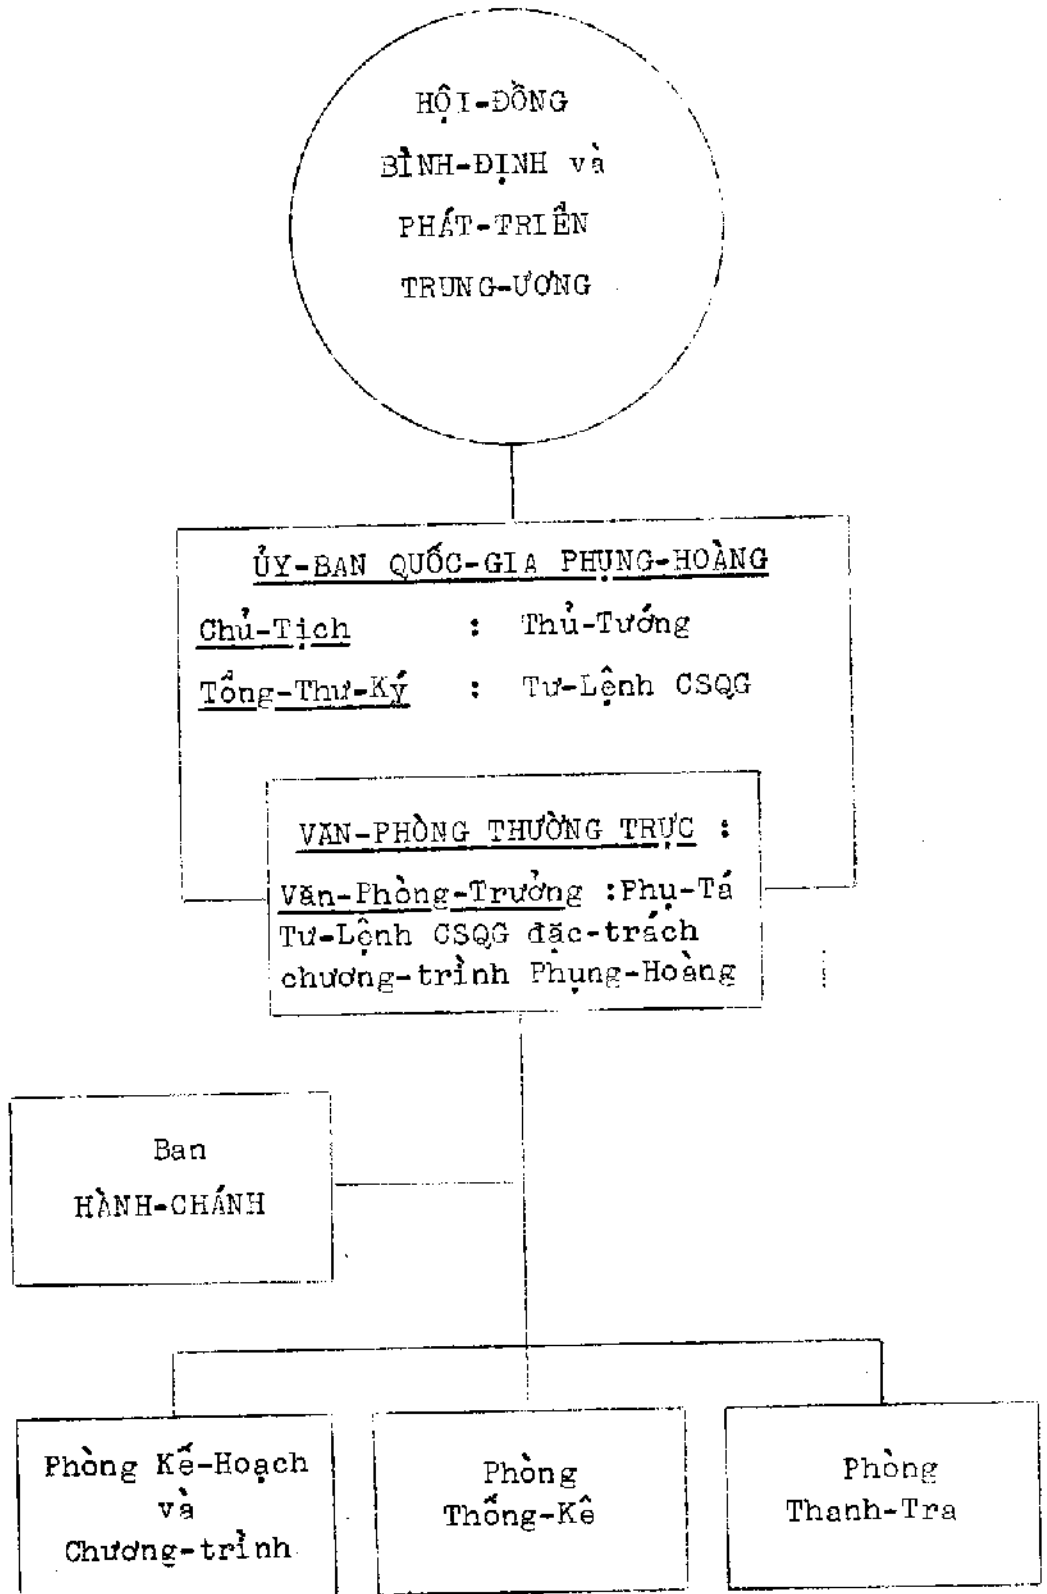 HỘI-ĐỒNG
BÌNH-ĐỊNH và
PHÁT-TRIỂN
TRUNG-ƯƠNG
ỦY-BAN QUỐC-GIA PHỤNG-HOÀNG
Chủ-Tịch : Thủ-Tướng
Tổng-Thư-Ký : Tư-Lệnh CSQG
VĂN-PHÒNG THƯỜNG TRỰC :
Văn-Phòng-Trưởng :Phụ-Tá
Tư-Lệnh CSQG đặc-trách
chương-trình Phụng-Hoàng
Ban
HÀNH-CHÁNH
Phòng Kế-Hoạch
và
Chương-trình
Phòng
Thống-Kê
Phòng
Thanh-Tra